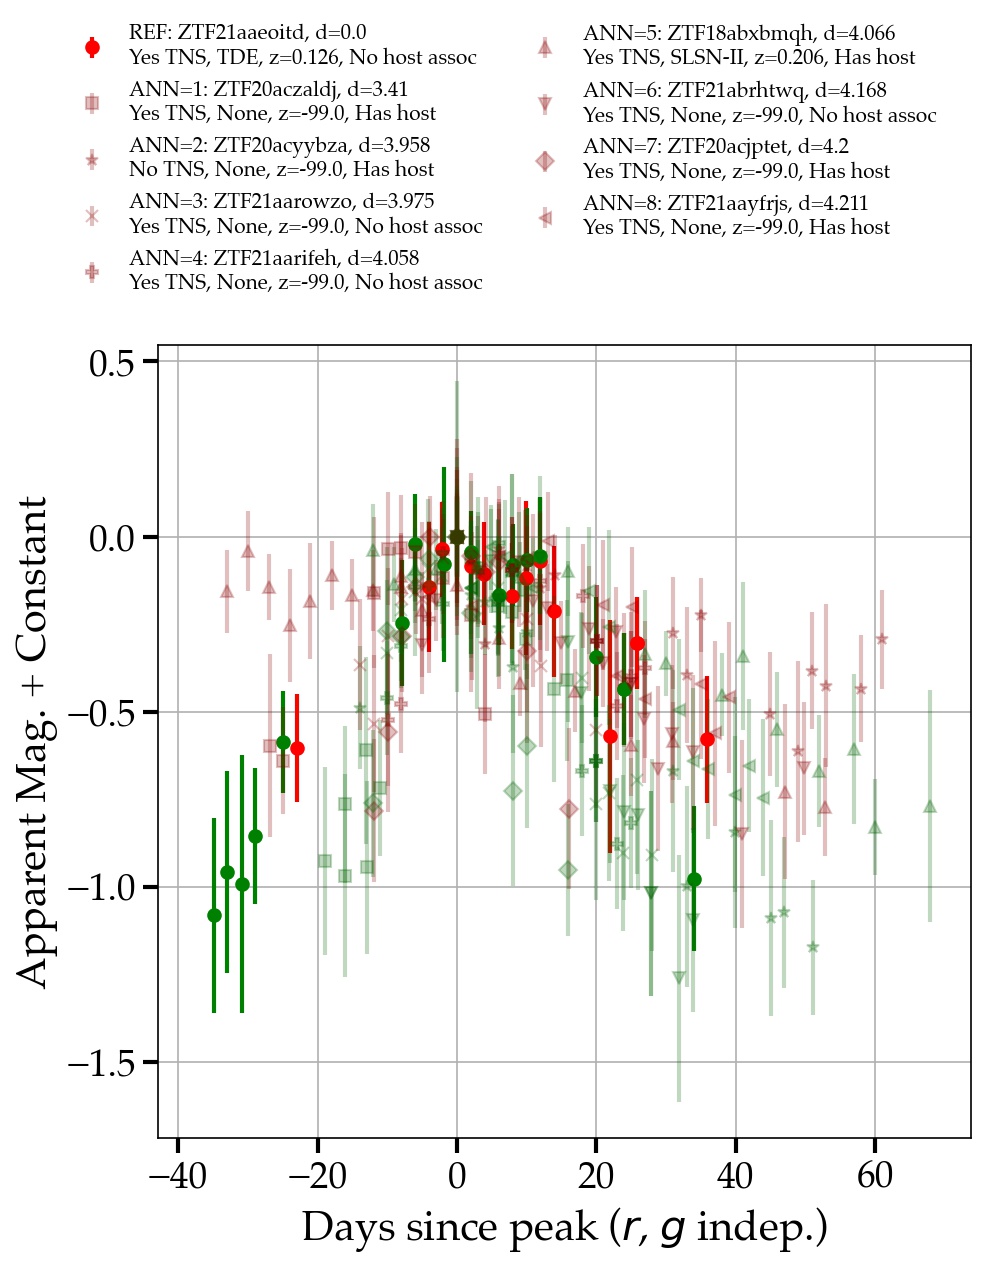 REF: ZTF21aaeoitd, d=0.0
Yes TNS, TDE, z=0.126, No host assoc
ANN=1: ZTF20aczaldj, d=3.41
Yes TNS, None, z=-99.0, Has host
ANN=2: ZTF20acyybza, d=3.958
No TNS, None, z=-99.0, Has host
ANN=3: ZTF21aarowzo, d=3.975
Yes TNS, None, z=-99.0, No host assoc
ANN=4: ZTF21aarifeh, d=4.058
Yes TNS, None, z=-99.0, No host assoc
ANN=5: ZTF18abxbmqh, d=4.066
Yes TNS, SLSN-II, z=0.206, Has host
ANN=6: ZTF21abrhtwq, d=4.168
Yes TNS, None, z=-99.0, No host assoc
ANN=7: ZTF20acjptet, d=4.2
Yes TNS, None, z=-99.0, Has host
ANN=8: ZTF21aayfrjs, d=4.211
Yes TNS, None, z=-99.0, Has host
Apparent Mag. + Constant
0.5
0.0
−0.5
−1.0
−1.5
−40 −20 0 20 40 60
Days since peak (r, g indep.)